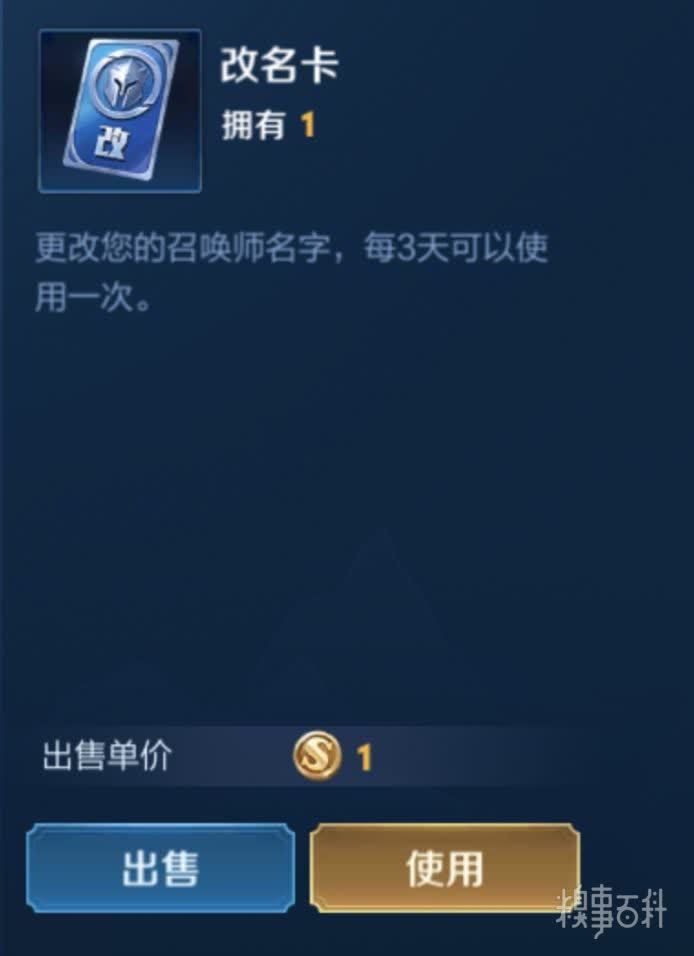 改
改名卡
拥有 1
更改您的召唤师名字，每3天可以使
用一次。
出售单价 1
出售 使用
糗事百科